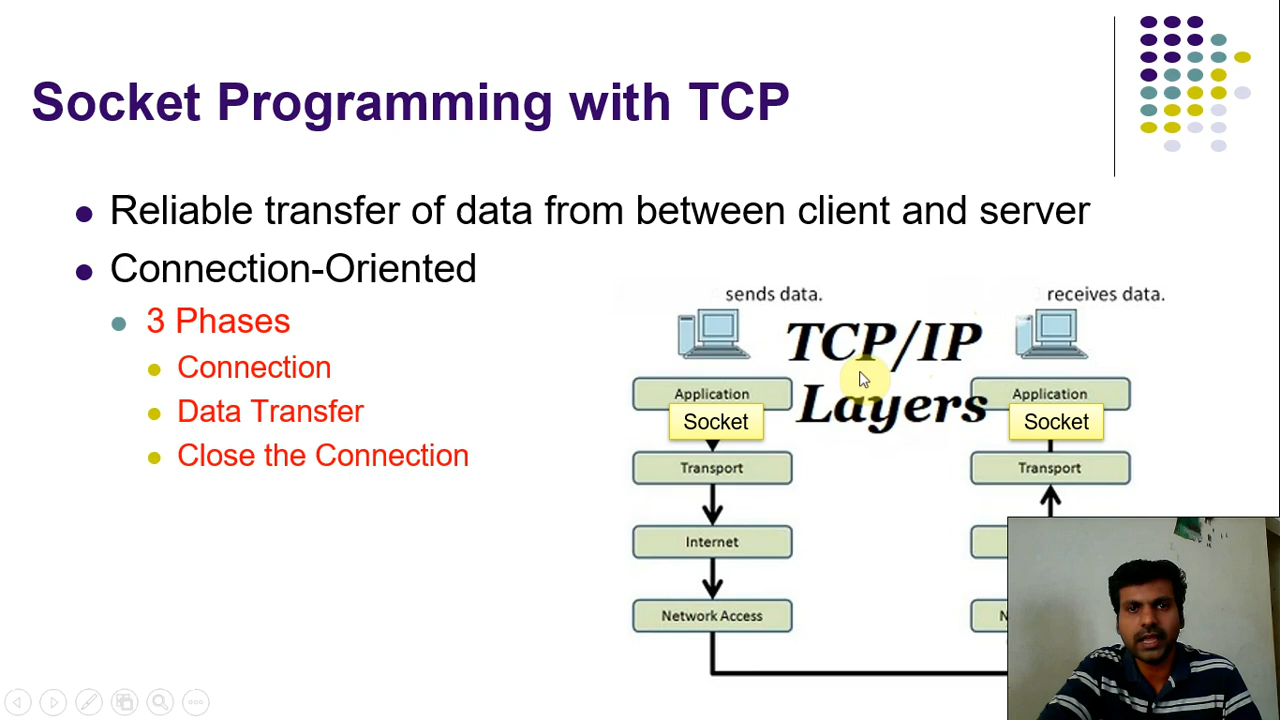 Socket Programming with TCP
Reliable transfer of data from between client and server
Connection-Oriented
3 Phases
Connection
Data Transfer
Close the Connection
sends data.
receives data.
TCP/IP
Layers
Application
Application
Socket
Socket
Transport
Transport
Internet
Network Access
N